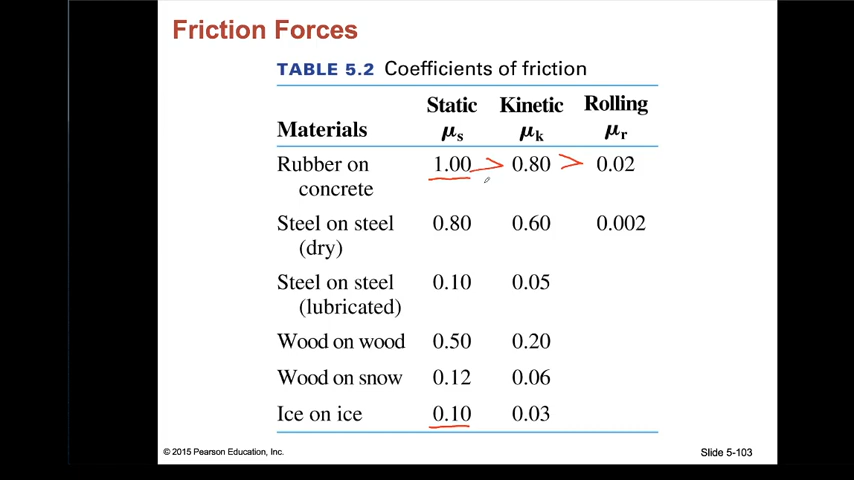 Friction Forces
TABLE 5.2 Coefficients of friction
Materials Static μs Kinetic μk Rolling μr
Rubber on concrete 1.00 > 0.80 > 0.02
Steel on steel (dry) 0.80 0.60 0.002
Steel on steel (lubricated) 0.10 0.05
Wood on wood 0.50 0.20
Wood on snow 0.12 0.06
Ice on ice 0.10 0.03
© 2015 Pearson Education, Inc. Slide 5-103